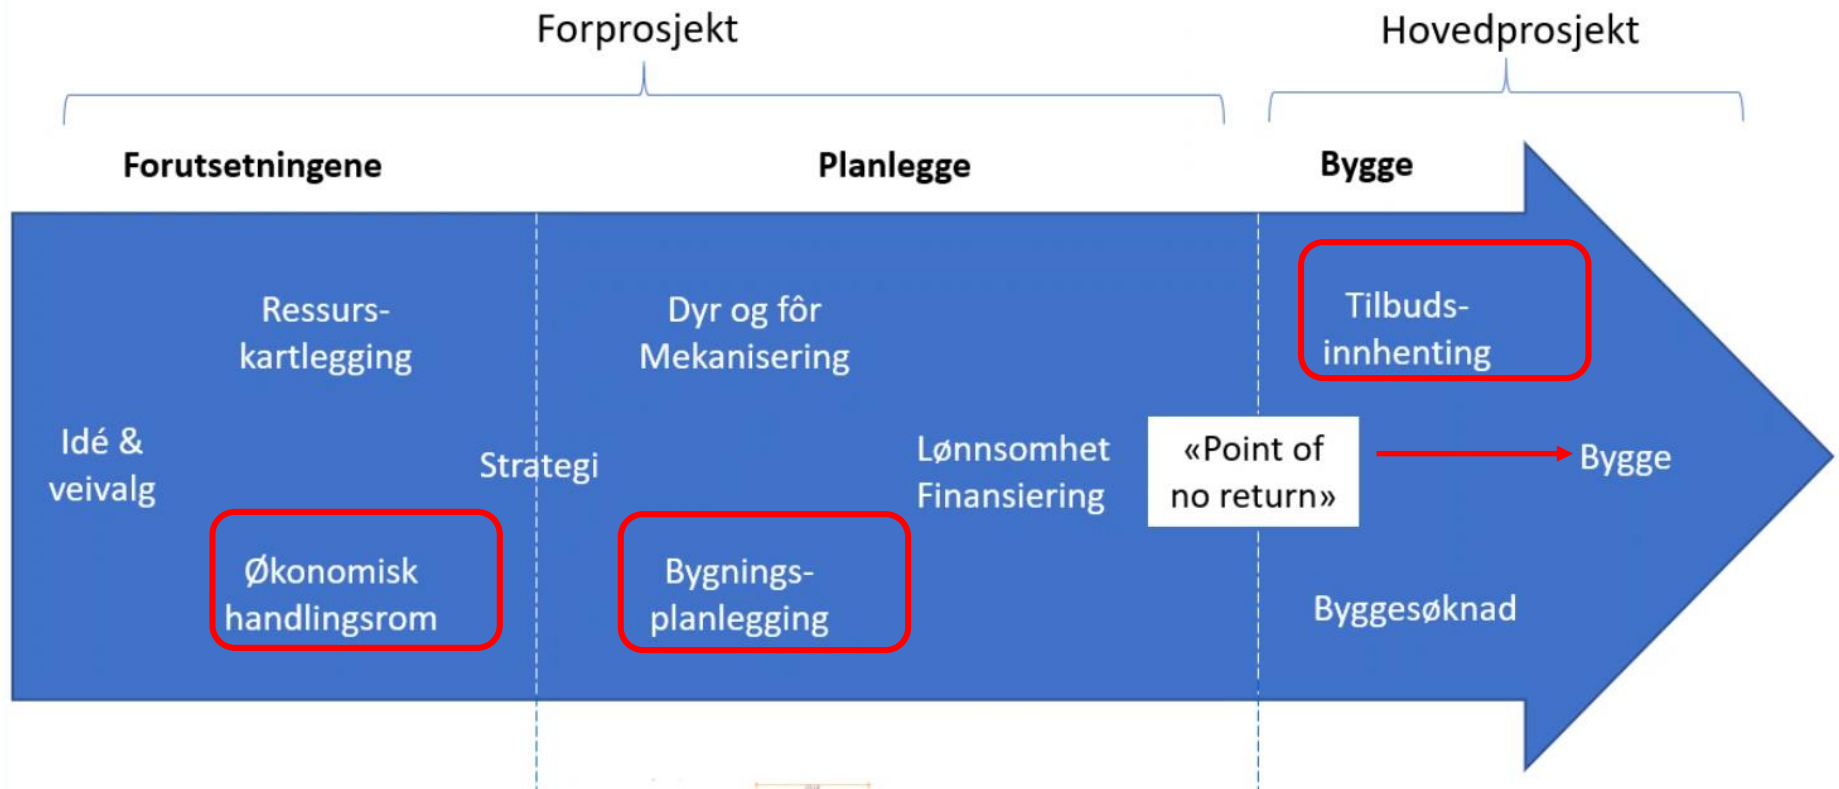 Forprosjekt
Hovedprosjekt
Forutsetningene
Planlegge
Bygge
Idé &
veivalg
Ressurs-
kartlegging
Økonomisk
handlingsrom
Strategi
Dyr og fôr
Mekanisering
Bygnings-
planlegging
Lønnsomhet
Finansiering
«Point of
no return»
Tilbuds-
innhenting
Bygge
Byggesøknad